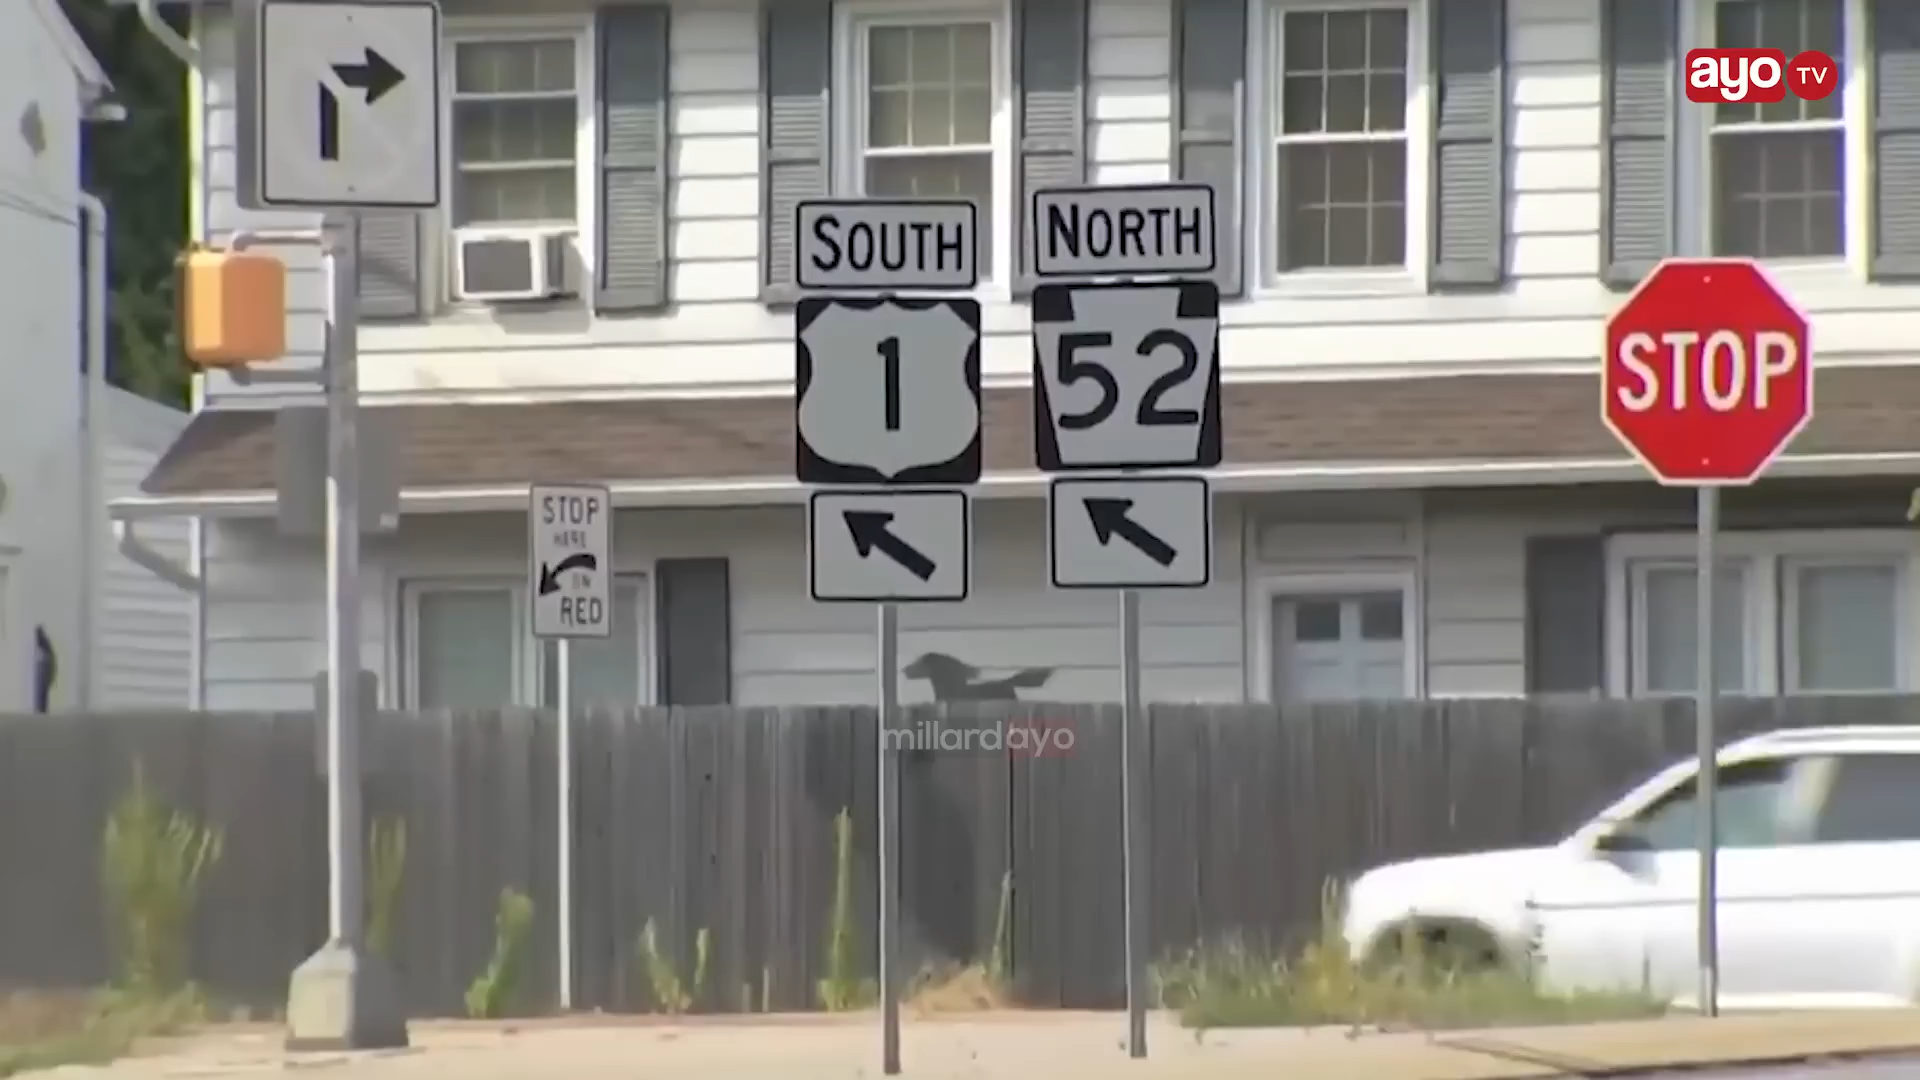 ayo TV
SOUTH
NORTH
1
52
STOP
STOP
HERE
ON
RED
millardayo